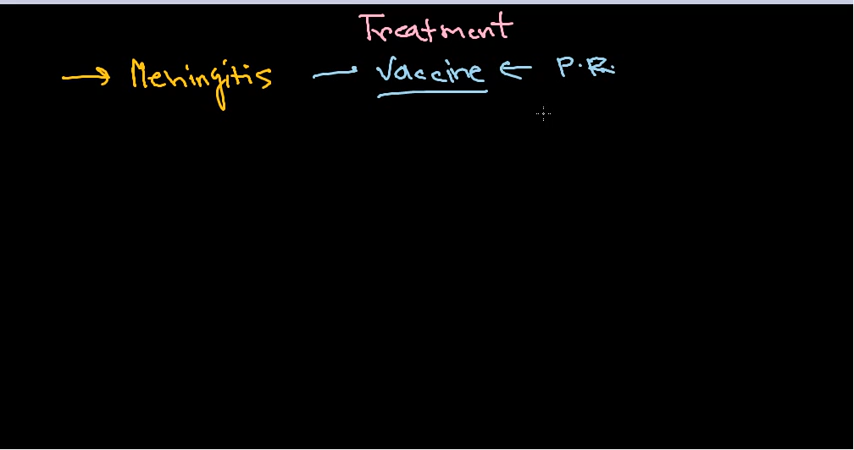 Treatment
→ Meningitis — Vaccine ← P.R.